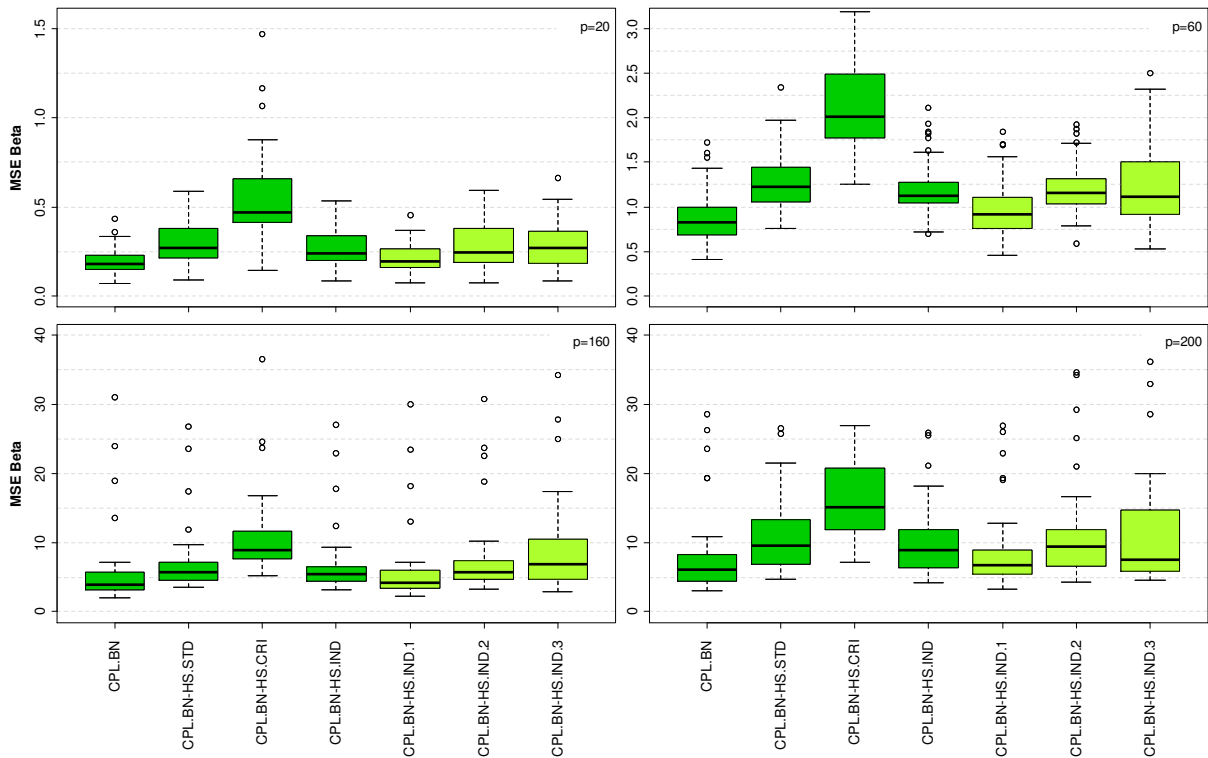 p=20
MSE Beta
0.0
0.5
1.0
1.5
p=60
0.0
0.5
1.0
1.5
2.0
2.5
3.0
p=160
MSE Beta
0
10
20
30
40
p=200
0
10
20
30
40
CPL.BN
CPL.BN-HS.STD
CPL.BN-HS.CRI
CPL.BN-HS.IND
CPL.BN-HS.IND.1
CPL.BN-HS.IND.2
CPL.BN-HS.IND.3
CPL.BN
CPL.BN-HS.STD
CPL.BN-HS.CRI
CPL.BN-HS.IND
CPL.BN-HS.IND.1
CPL.BN-HS.IND.2
CPL.BN-HS.IND.3